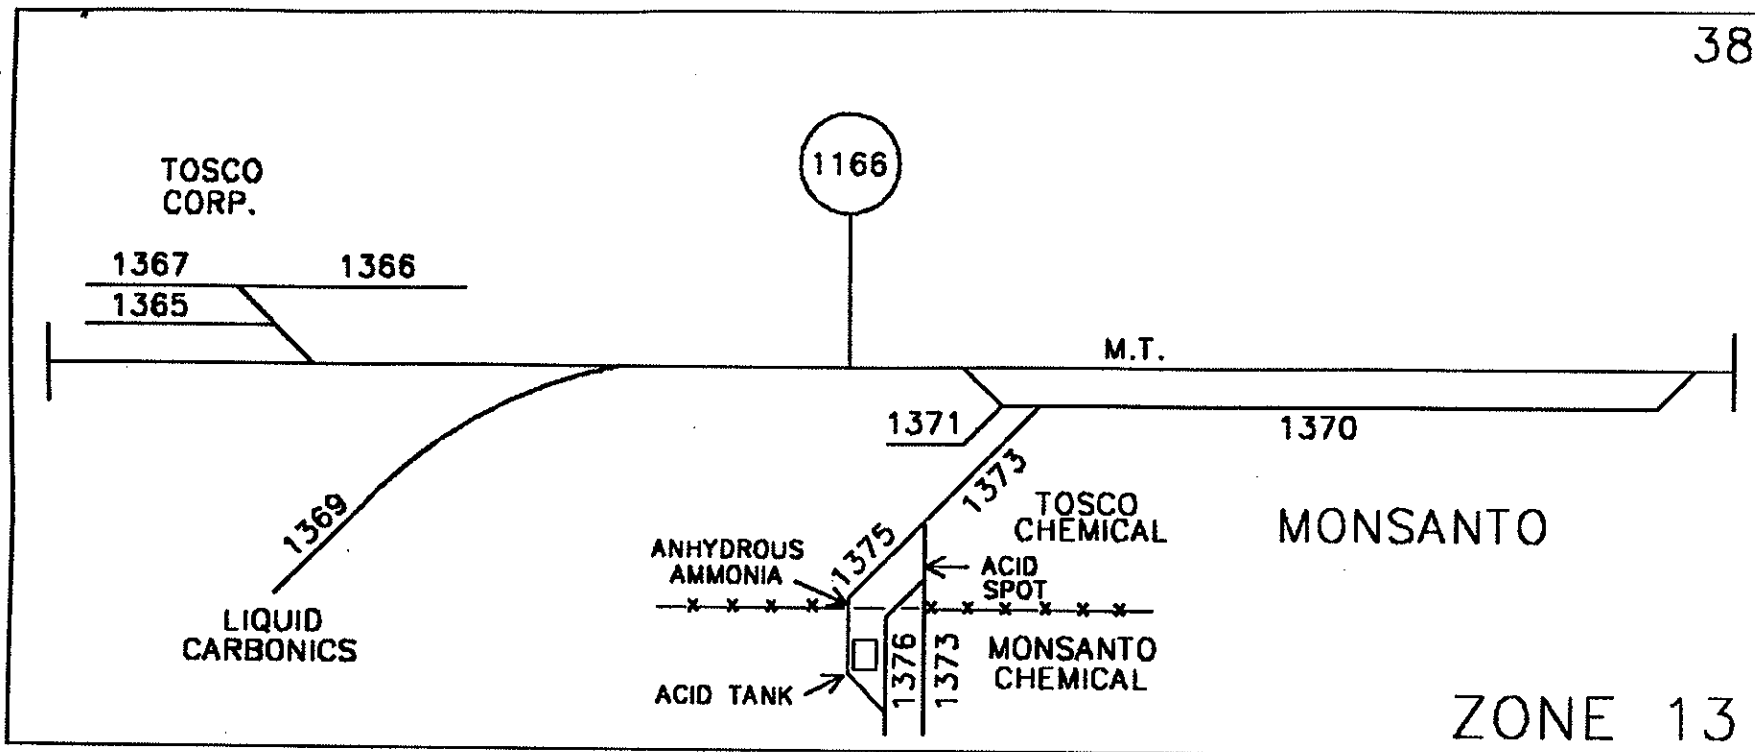 38
1166
TOSCO
CORP.
1367
1366
1365
M.T.
1371
1370
1373
1369
TOSCO
CHEMICAL
MONSANTO
ANHYDROUS
AMMONIA
1375
ACID
SPOT
x x x x x x x x x x
LIQUID
CARBONICS
1376
1373
MONSANTO
CHEMICAL
ACID TANK
ZONE 13